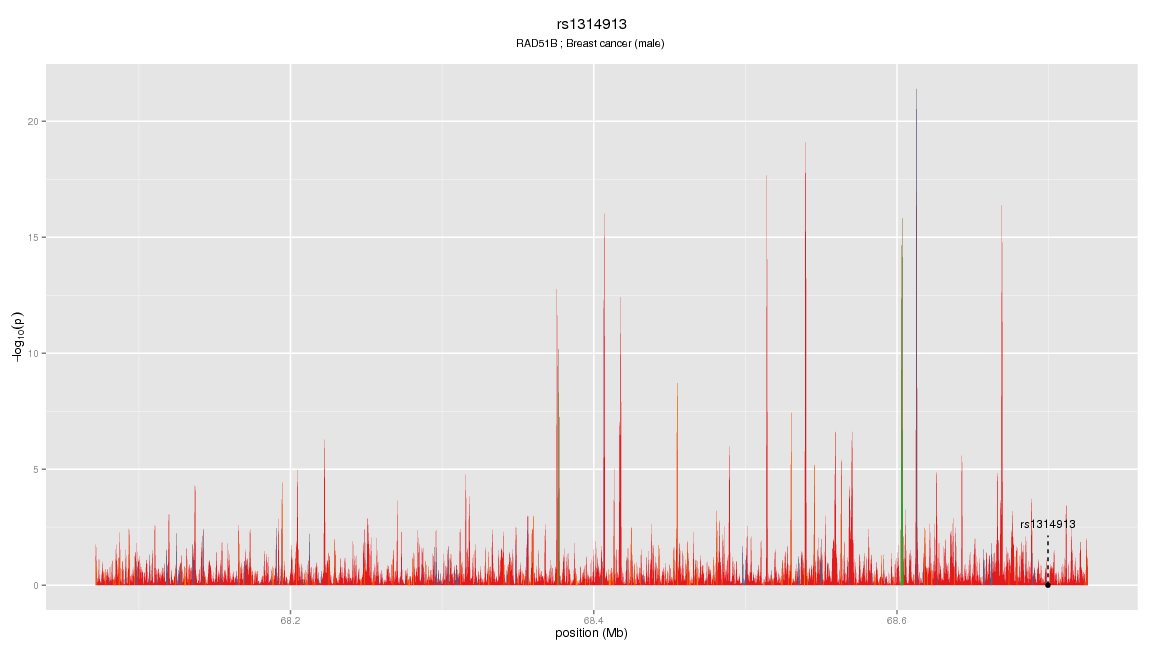 rs1314913
RAD51B ; Breast cancer (male)
20
15
10
5
0
−log10(p)
rs1314913
68.2
68.4
68.6
position (Mb)